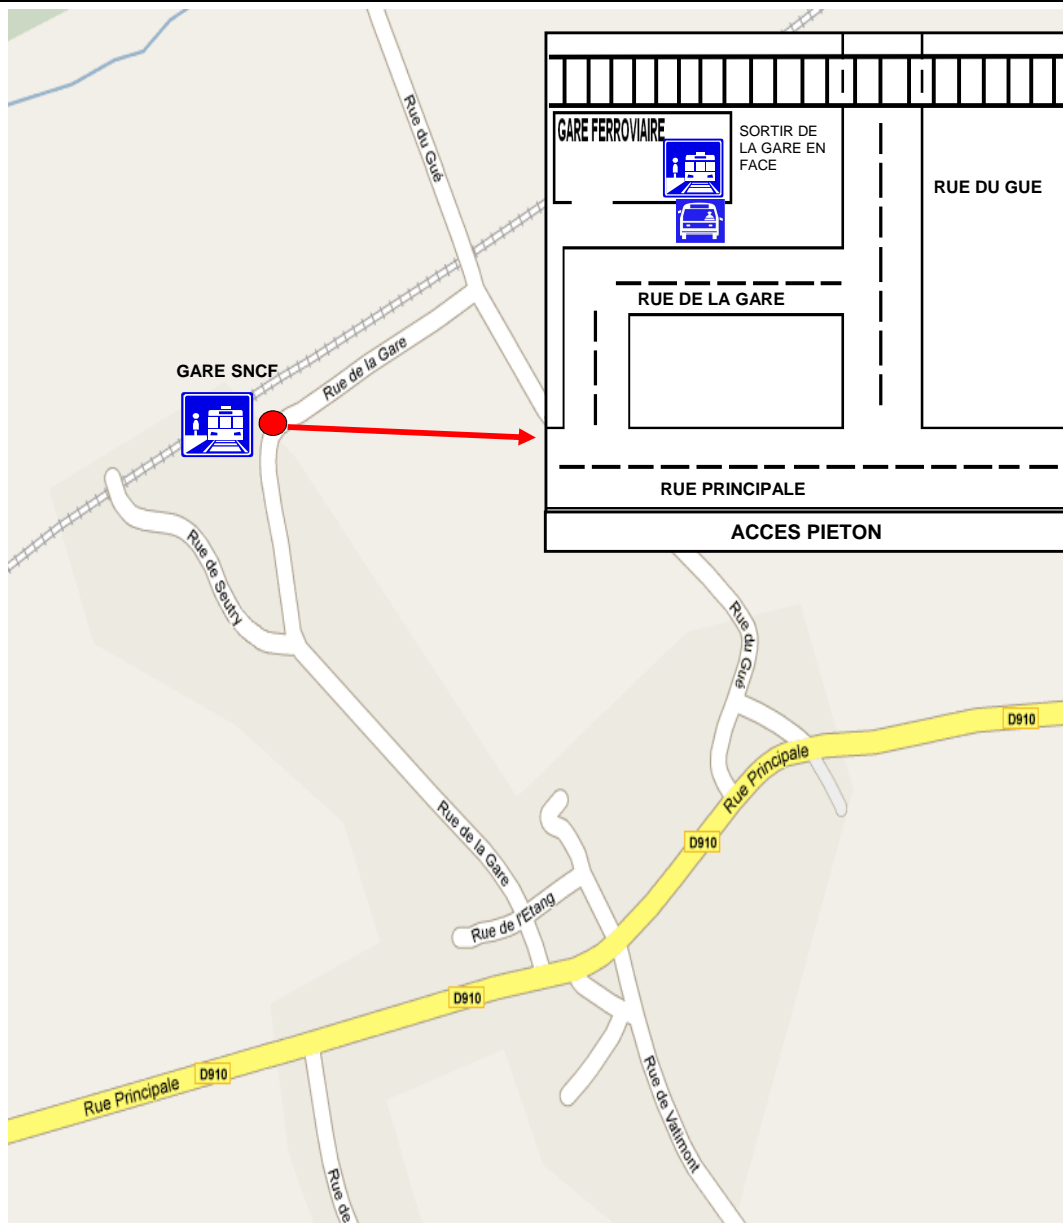 Rue du Gué
GARE FERROVIAIRE
SORTIR DE
LA GARE EN
FACE
RUE DU GUE
RUE DE LA GARE
RUE PRINCIPALE
ACCES PIETON
Rue de la Gare
GARE SNCF
Rue de Seutry
Rue du Gué
D910
Rue Principale
D910
Rue de la Gare
Rue de l'Etang
D910
D910
Rue Principale
Rue de Vatimont
Rue de